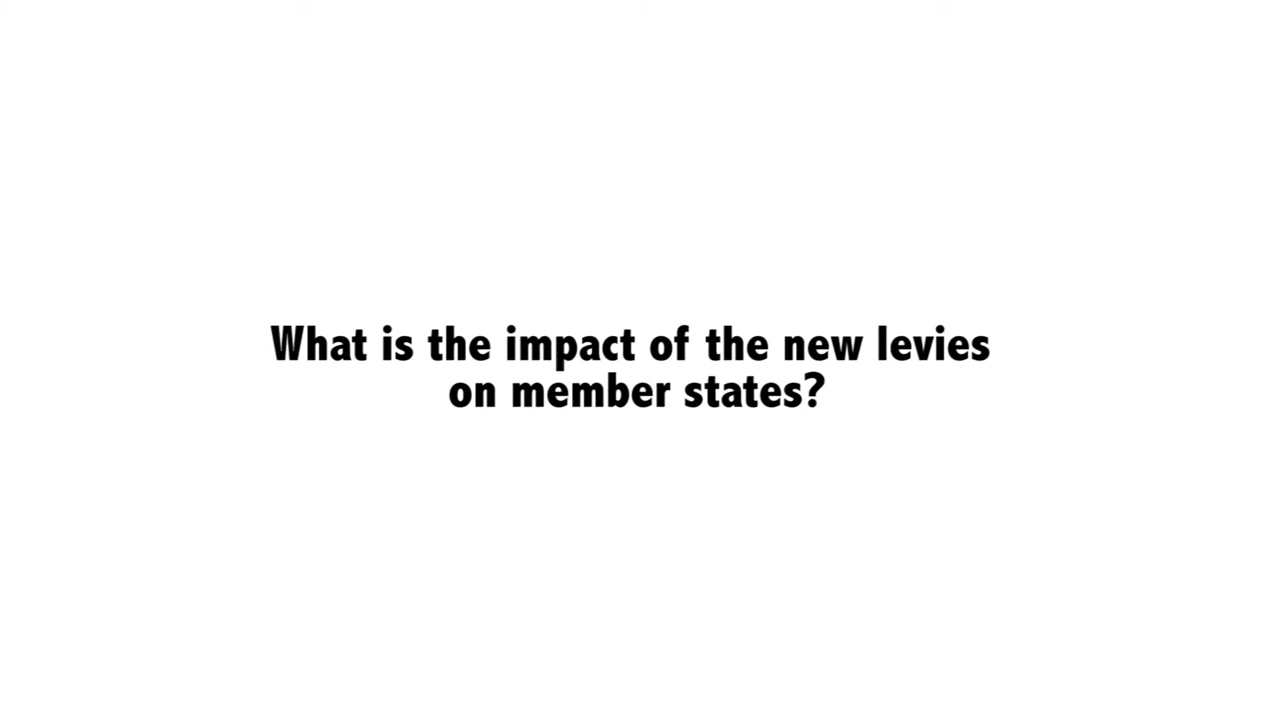 What is the impact of the new levies
on member states?